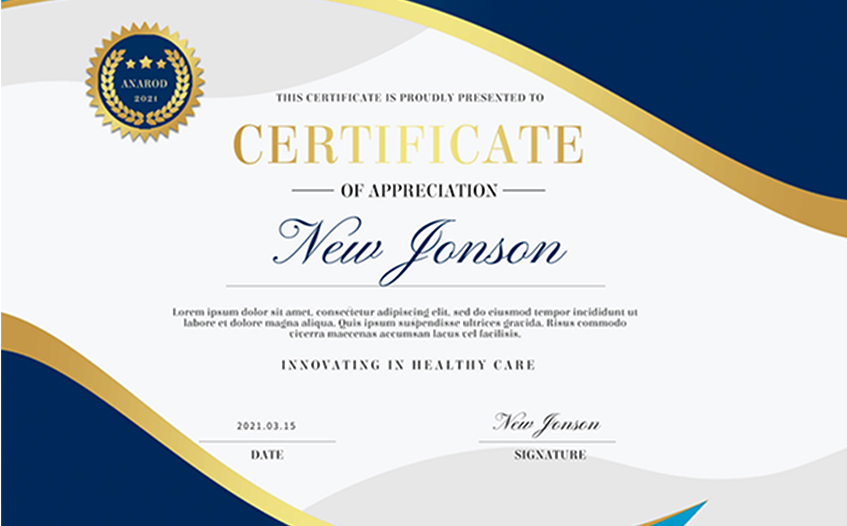 AXAROD
2021
THIS CERTIFICATE IS PROUDLY PRESENTED TO
CERTIFICATE
OF APPRECIATION
New Jonson
Lorem ipsum dolor sit amet, consectetur adipiscing elit, sed do eiusmod tempor incididunt ut
labore et dolore magna aliqua. Quis ipsum suspendisse ultrices gravida. Risus commodo
viverra maecenas accumsan lacus vel facilisis.
INNOVATING IN HEALTHY CARE
2021.03.15
New Jonson
DATE
SIGNATURE